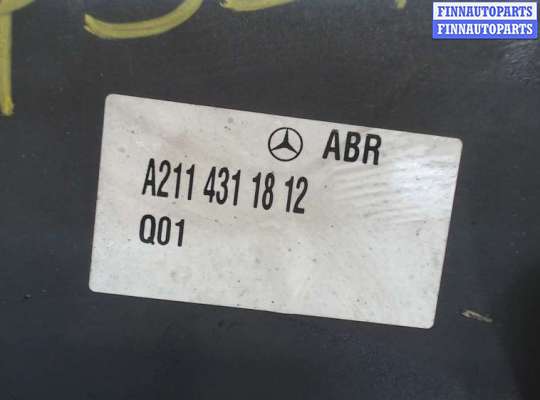 FINNAUTOPARTS
FINNAUTOPARTS
ABR
A211 431 18 12
Q01